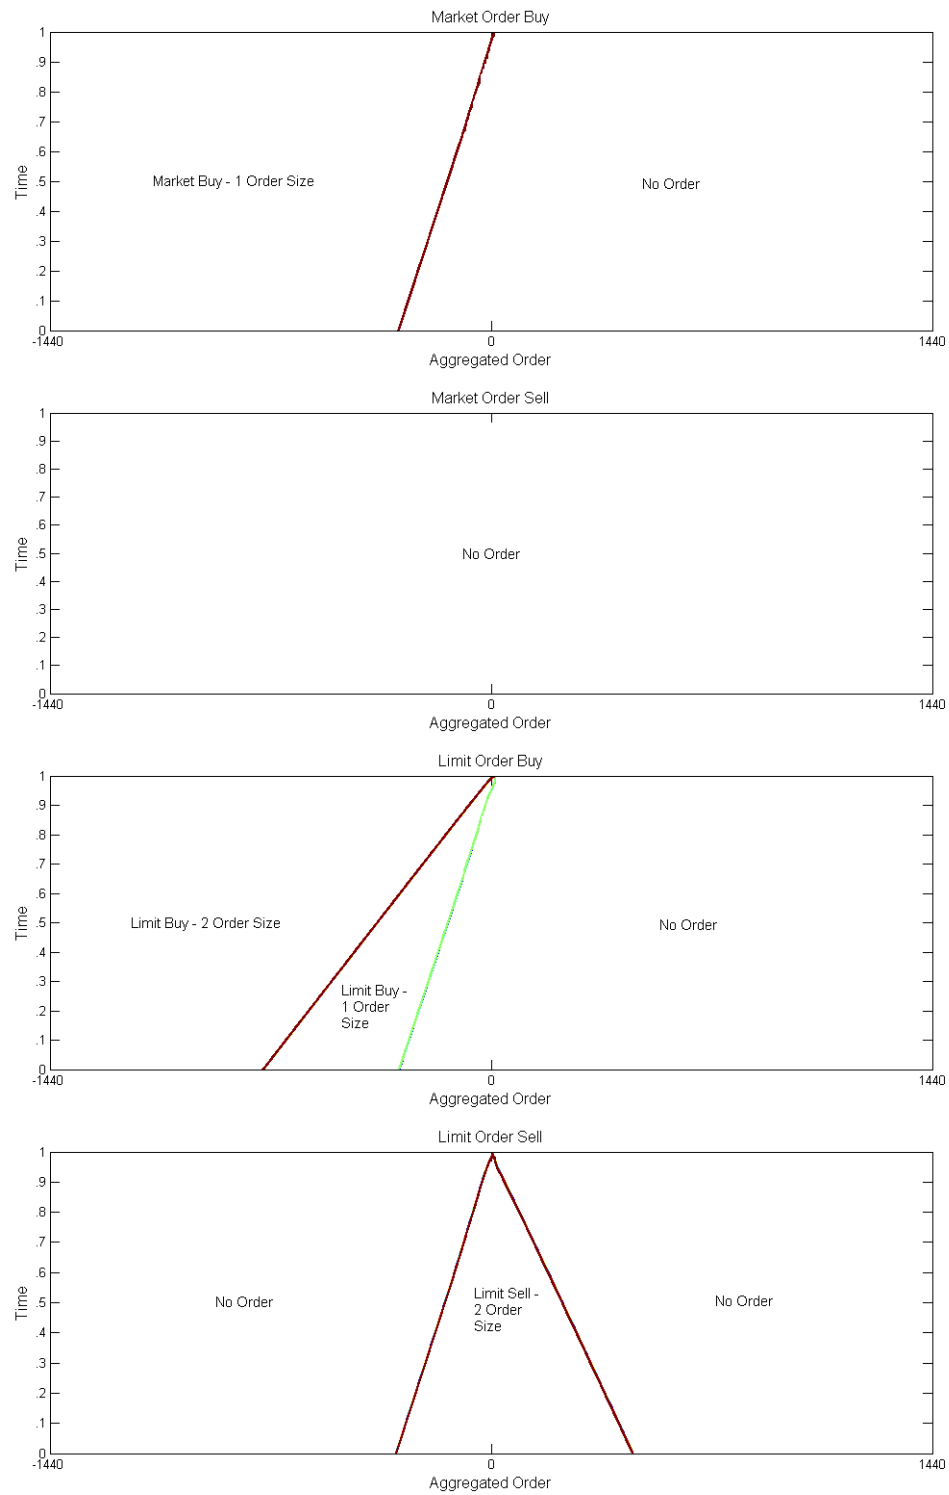 Market Order Buy
1
.9
.8
.7
.6
.5
.4
.3
.2
.1
0
Time
Market Buy - 1 Order Size
No Order
-1440
0
1440
Aggregated Order
Market Order Sell
1
.9
.8
.7
.6
.5
.4
.3
.2
.1
0
Time
No Order
-1440
0
1440
Aggregated Order
Limit Order Buy
1
.9
.8
.7
.6
.5
.4
.3
.2
.1
0
Time
Limit Buy - 2 Order Size
Limit Buy -
1 Order
Size
No Order
-1440
0
1440
Aggregated Order
Limit Order Sell
1
.9
.8
.7
.6
.5
.4
.3
.2
.1
0
Time
No Order
Limit Sell -
2 Order
Size
No Order
-1440
0
1440
Aggregated Order